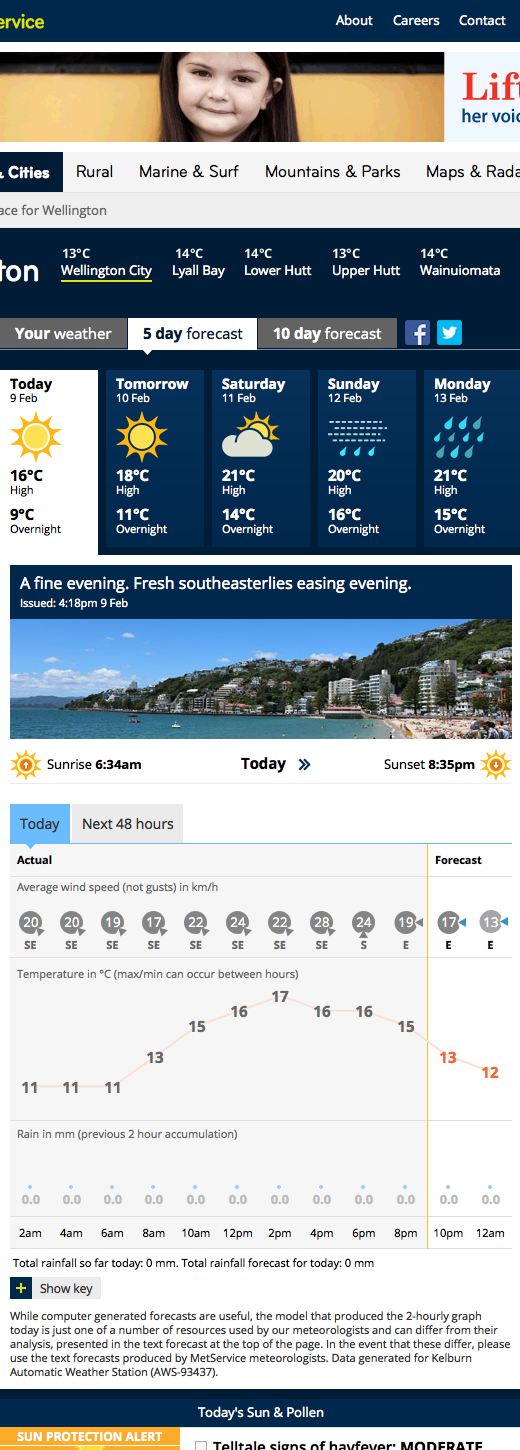 ervice
About Careers Contact
Lift
her voic
& Cities Rural Marine & Surf Mountains & Parks Maps & Rada
ace for Wellington
ton
13°C 14°C 14°C 13°C 14°C
Wellington City Lyall Bay Lower Hutt Upper Hutt Wainuiomata
Your weather 5 day forecast 10 day forecast
Today Tomorrow Saturday Sunday Monday
9 Feb 10 Feb 11 Feb 12 Feb 13 Feb
16°C 18°C 21°C 20°C 21°C
High High High High High
9°C 11°C 14°C 16°C 15°C
Overnight Overnight Overnight Overnight Overnight
A fine evening. Fresh southeasterlies easing evening.
Issued: 4:18pm 9 Feb
Sunrise 6:34am Today » Sunset 8:35pm
Today Next 48 hours
Actual Forecast
Average wind speed (not gusts) in km/h
20 20 19 17 22 24 22 28 24 19 17 13
SE SE SE SE SE SE SE SE S E E E
Temperature in °C (max/min can occur between hours)
11 11 11 13 15 16 17 16 16 15 13 12
Rain in mm (previous 2 hour accumulation)
0.0 0.0 0.0 0.0 0.0 0.0 0.0 0.0 0.0 0.0 0.0 0.0
2am 4am 6am 8am 10am 12pm 2pm 4pm 6pm 8pm 10pm 12am
Total rainfall so far today: 0 mm. Total rainfall forecast for today: 0 mm
+ Show key
While computer generated forecasts are useful, the model that produced the 2-hourly graph
today is just one of a number of resources used by our meteorologists and can differ from their
analysis, presented in the text forecast at the top of the page. In the event that these differ, please
use the text forecasts produced by MetService meteorologists. Data generated for Kelburn
Automatic Weather Station (AWS-93437).
Today's Sun & Pollen
SUN PROTECTION ALERT
Telltale signs of hayfever: MODERATE